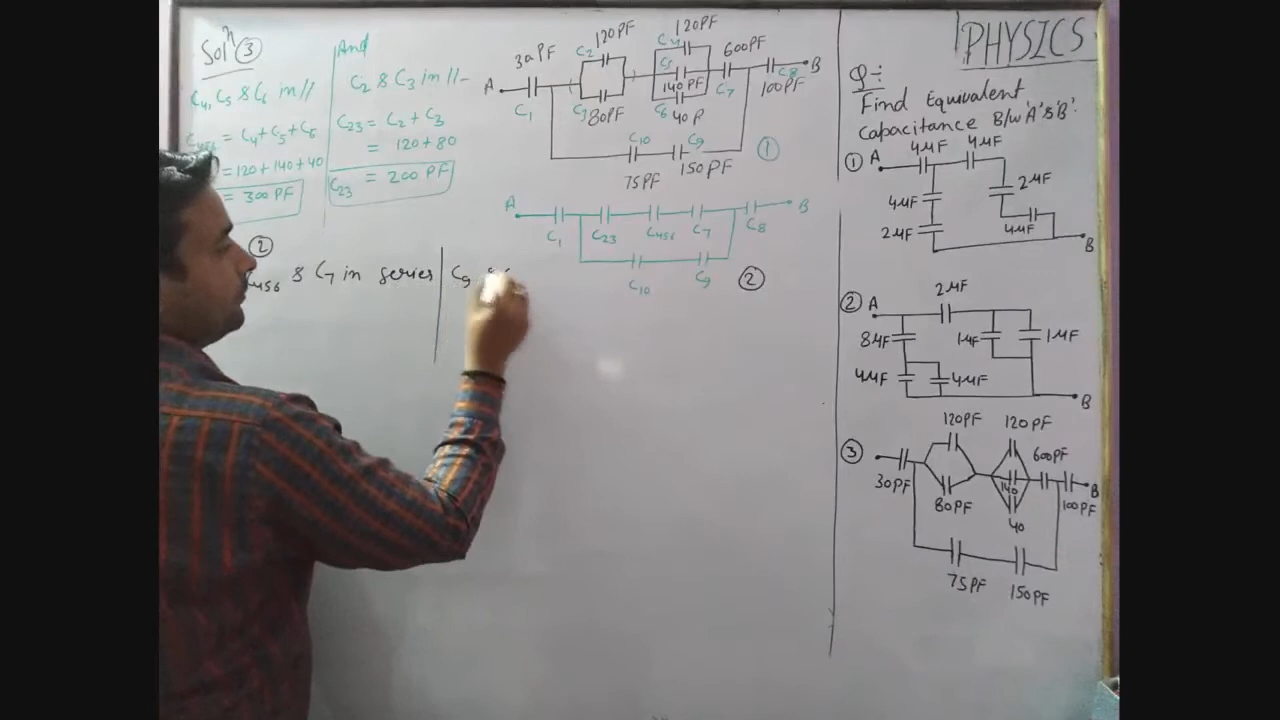 Solⁿ ③
C₄, C₅ & C₆ in //
= C₄+C₅+C₆
= 120+140+40
= 300 PF
And
C₂ & C₃ in //-
C₂₃ = C₂ + C₃
= 120+80
C₂₃ = 200 PF
②
& C₇ in series
C₉
120PF
120PF
30PF
C₂
C₄
600PF
A
C₅
B
C₁
140PF
C₇
C₈
100PF
C₃
80PF
C₆
40P
C₁₀
C₉
①
75PF
150PF
A
B
C₁
C₂₃
C₄₅₆
C₇
C₈
C₁₀
C₉
②
PHYSICS
Q÷
Find Equivalent
Capacitance B/w 'A' & 'B'.
①
A
4μF
4μF
4μF
2μF
2μF
4μF
B
②
A
2μF
8μF
1μF
1μF
4μF
4μF
B
③
120PF
120PF
600PF
30PF
80PF
140
40
B
100PF
75PF
150PF